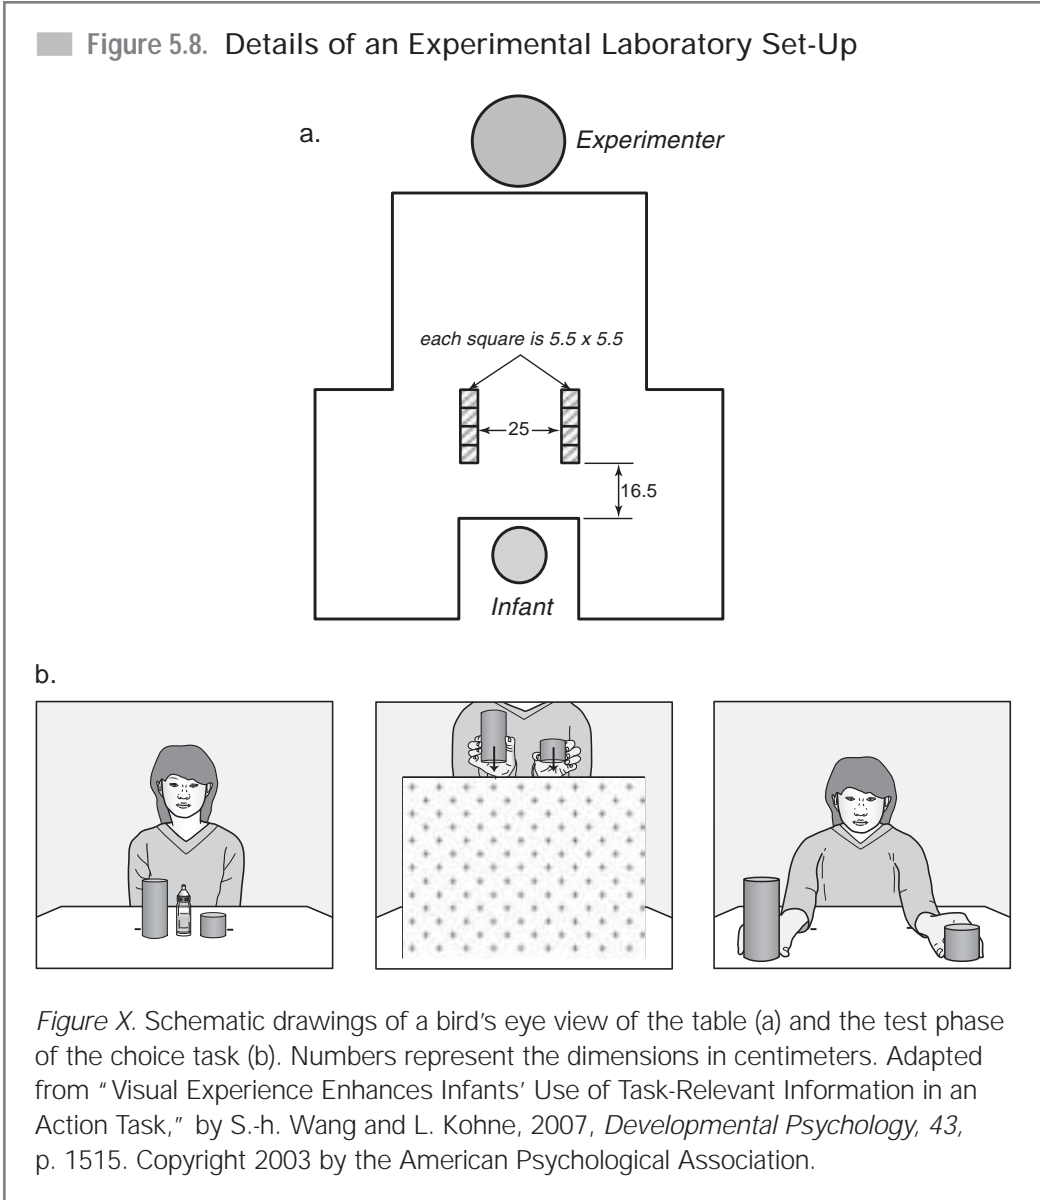 Figure 5.8. Details of an Experimental Laboratory Set-Up
a.
Experimenter
each square is 5.5 x 5.5
25
16.5
Infant
b.
Figure X. Schematic drawings of a bird's eye view of the table (a) and the test phase
of the choice task (b). Numbers represent the dimensions in centimeters. Adapted
from “Visual Experience Enhances Infants' Use of Task-Relevant Information in an
Action Task,” by S.-h. Wang and L. Kohne, 2007, Developmental Psychology, 43,
p. 1515. Copyright 2003 by the American Psychological Association.